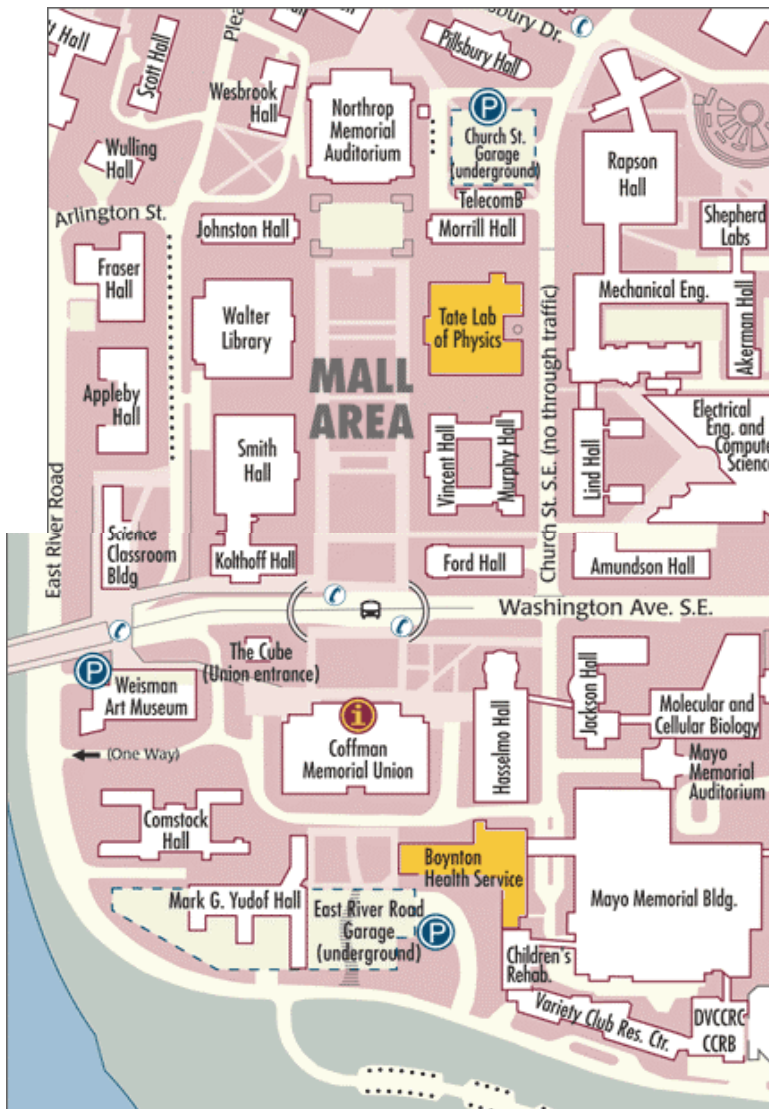 tt Hall
Scott Hall
Plea
sbury Dr.
Pillsbury Hall
Wesbrook
Hall
Northrop
Memorial
Auditorium
P
Church St.
Garage
(underground)
Rapson
Hall
Wulling
Hall
TelecomB
Arlington St.
Johnston Hall
Morrill Hall
Shepherd
Labs
Fraser
Hall
Walter
Library
Tate Lab
of Physics
Mechanical Eng.
Akerman Hall
MALL
AREA
Appleby
Hall
Smith
Hall
Vincent Hall
Murphy Hall
Church St. S.E. (no through traffic)
Lind Hall
Electrical
Eng. and
Compute
Science
East River Road
Science
Classroom
Bldg
Kolthoff Hall
Ford Hall
Amundson Hall
Washington Ave. S.E.
The Cube
(Union entrance)
P
Weisman
Art Museum
i
Coffman
Memorial Union
Hasselmo Hall
Jackson Hall
Molecular and
Cellular Biology
(One Way)
Mayo
Memorial
Auditorium
Comstock
Hall
Boynton
Health Service
Mayo Memorial Bldg.
Mark G. Yudof Hall
East River Road
Garage
(underground)
P
Children's
Rehab.
Variety Club Res. Ctr.
DVCCRC
CCRB